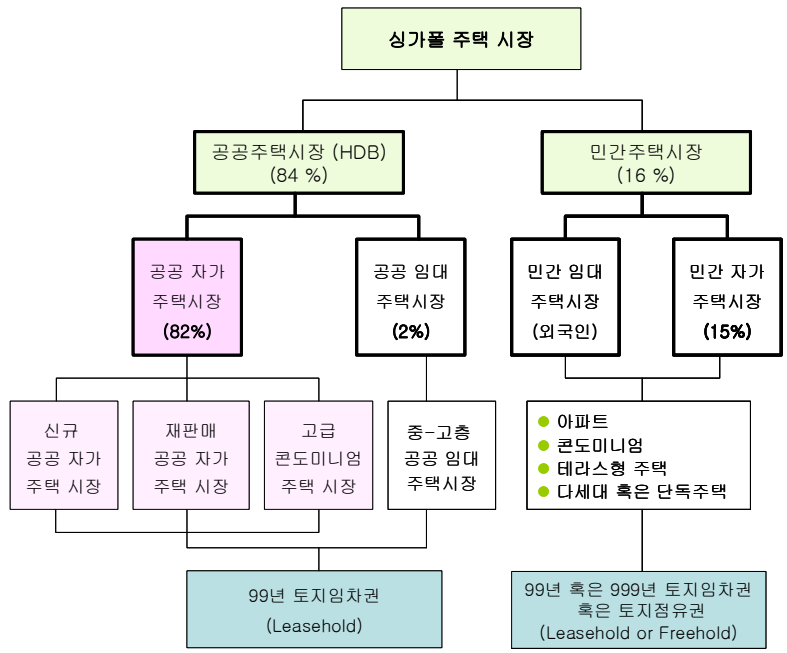 싱가폴 주택 시장
공공주택시장 (HDB)
(84 %)
민간주택시장
(16 %)
공공 자가
주택시장
(82%)
공공 임대
주택시장
(2%)
민간 임대
주택시장
(외국인)
민간 자가
주택시장
(15%)
신규
공공 자가
주택 시장
재판매
공공 자가
주택 시장
고급
콘도미니엄
주택 시장
중-고층
공공 임대
주택시장
아파트
콘도미니엄
테라스형 주택
다세대 혹은 단독주택
99년 토지임차권
(Leasehold)
99년 혹은 999년 토지임차권
혹은 토지점유권
(Leasehold or Freehold)